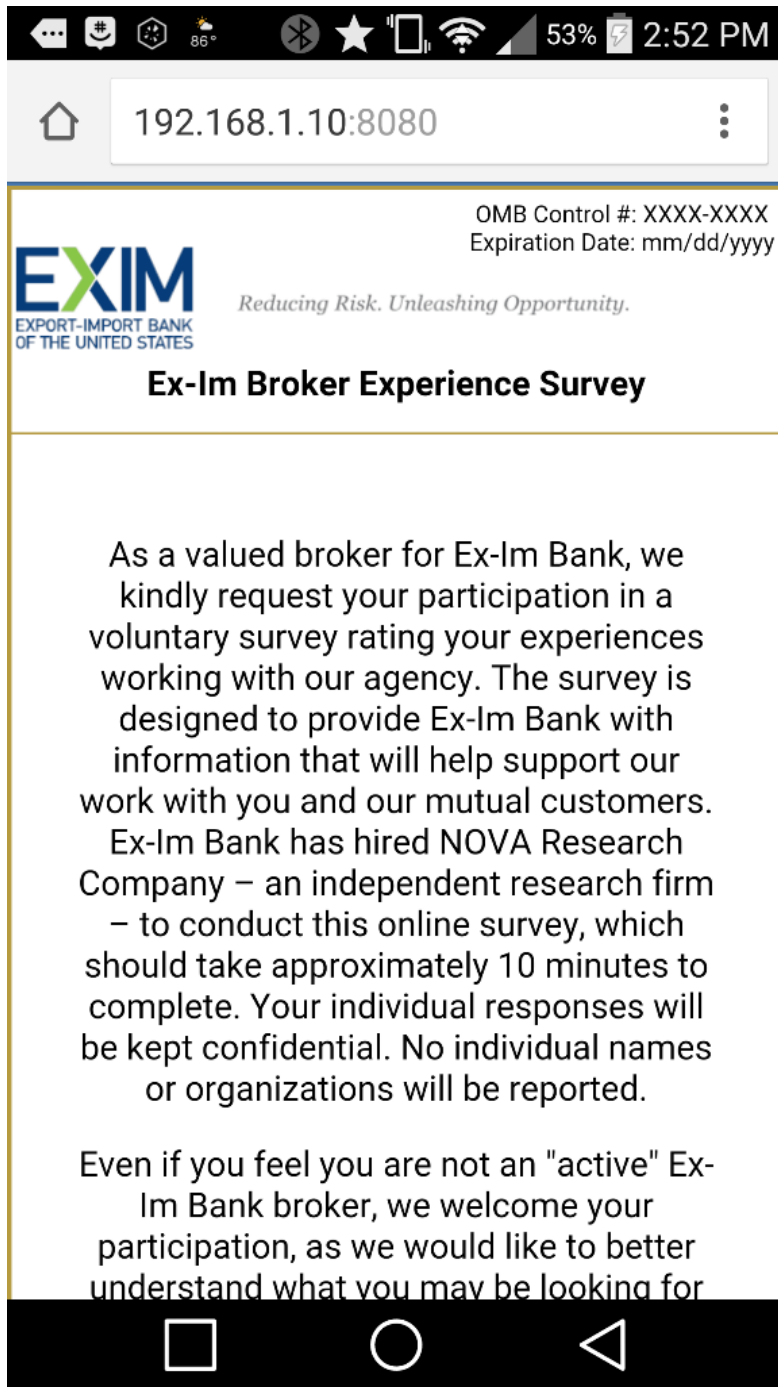 86°
53%
2:52 PM
192.168.1.10:8080
OMB Control #: XXXX-XXXX
Expiration Date: mm/dd/yyyy
EXIM
EXPORT-IMPORT BANK
OF THE UNITED STATES
Reducing Risk. Unleashing Opportunity.
Ex-Im Broker Experience Survey
As a valued broker for Ex-Im Bank, we
kindly request your participation in a
voluntary survey rating your experiences
working with our agency. The survey is
designed to provide Ex-Im Bank with
information that will help support our
work with you and our mutual customers.
Ex-Im Bank has hired NOVA Research
Company – an independent research firm
– to conduct this online survey, which
should take approximately 10 minutes to
complete. Your individual responses will
be kept confidential. No individual names
or organizations will be reported.
Even if you feel you are not an "active" Ex-
Im Bank broker, we welcome your
participation, as we would like to better
understand what you may be looking for